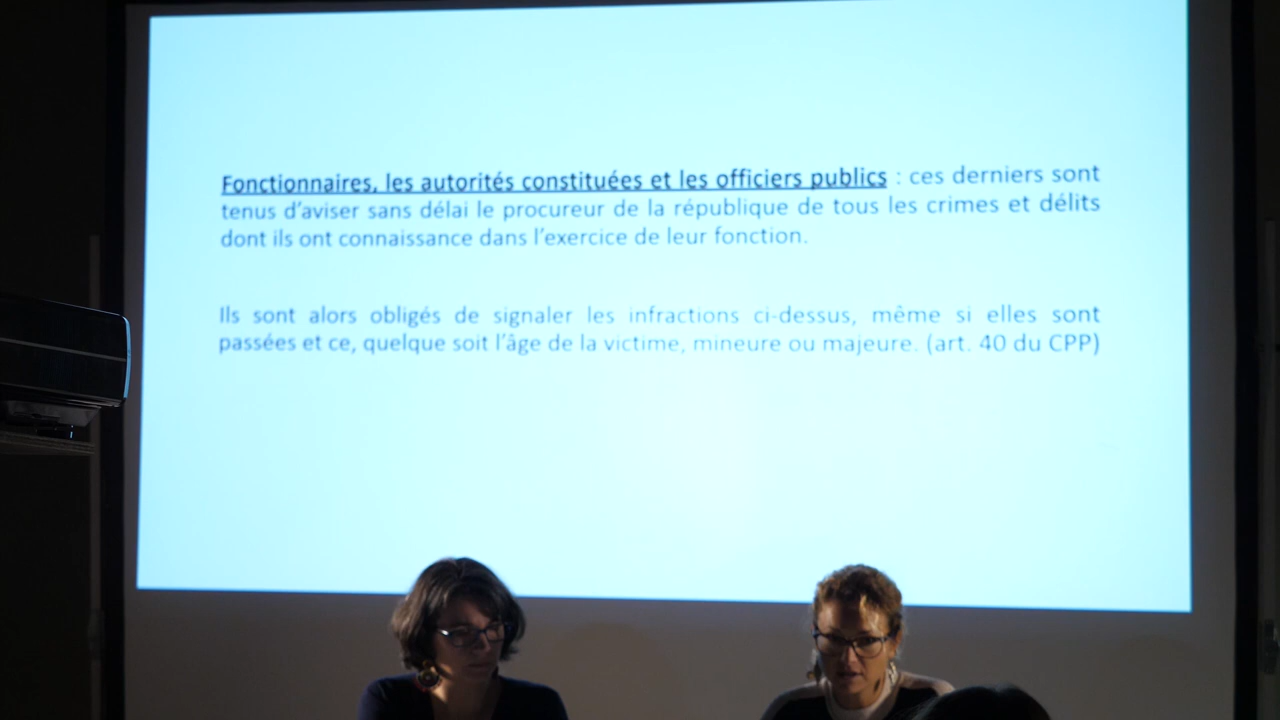 Fonctionnaires, les autorités constituées et les officiers publics : ces derniers sont
tenus d'aviser sans délai le procureur de la république de tous les crimes et délits
dont ils ont connaissance dans l'exercice de leur fonction.
Ils sont alors obligés de signaler les infractions ci-dessus, même si elles sont
passées et ce, quelque soit l'âge de la victime, mineure ou majeure. (art. 40 du CPP)